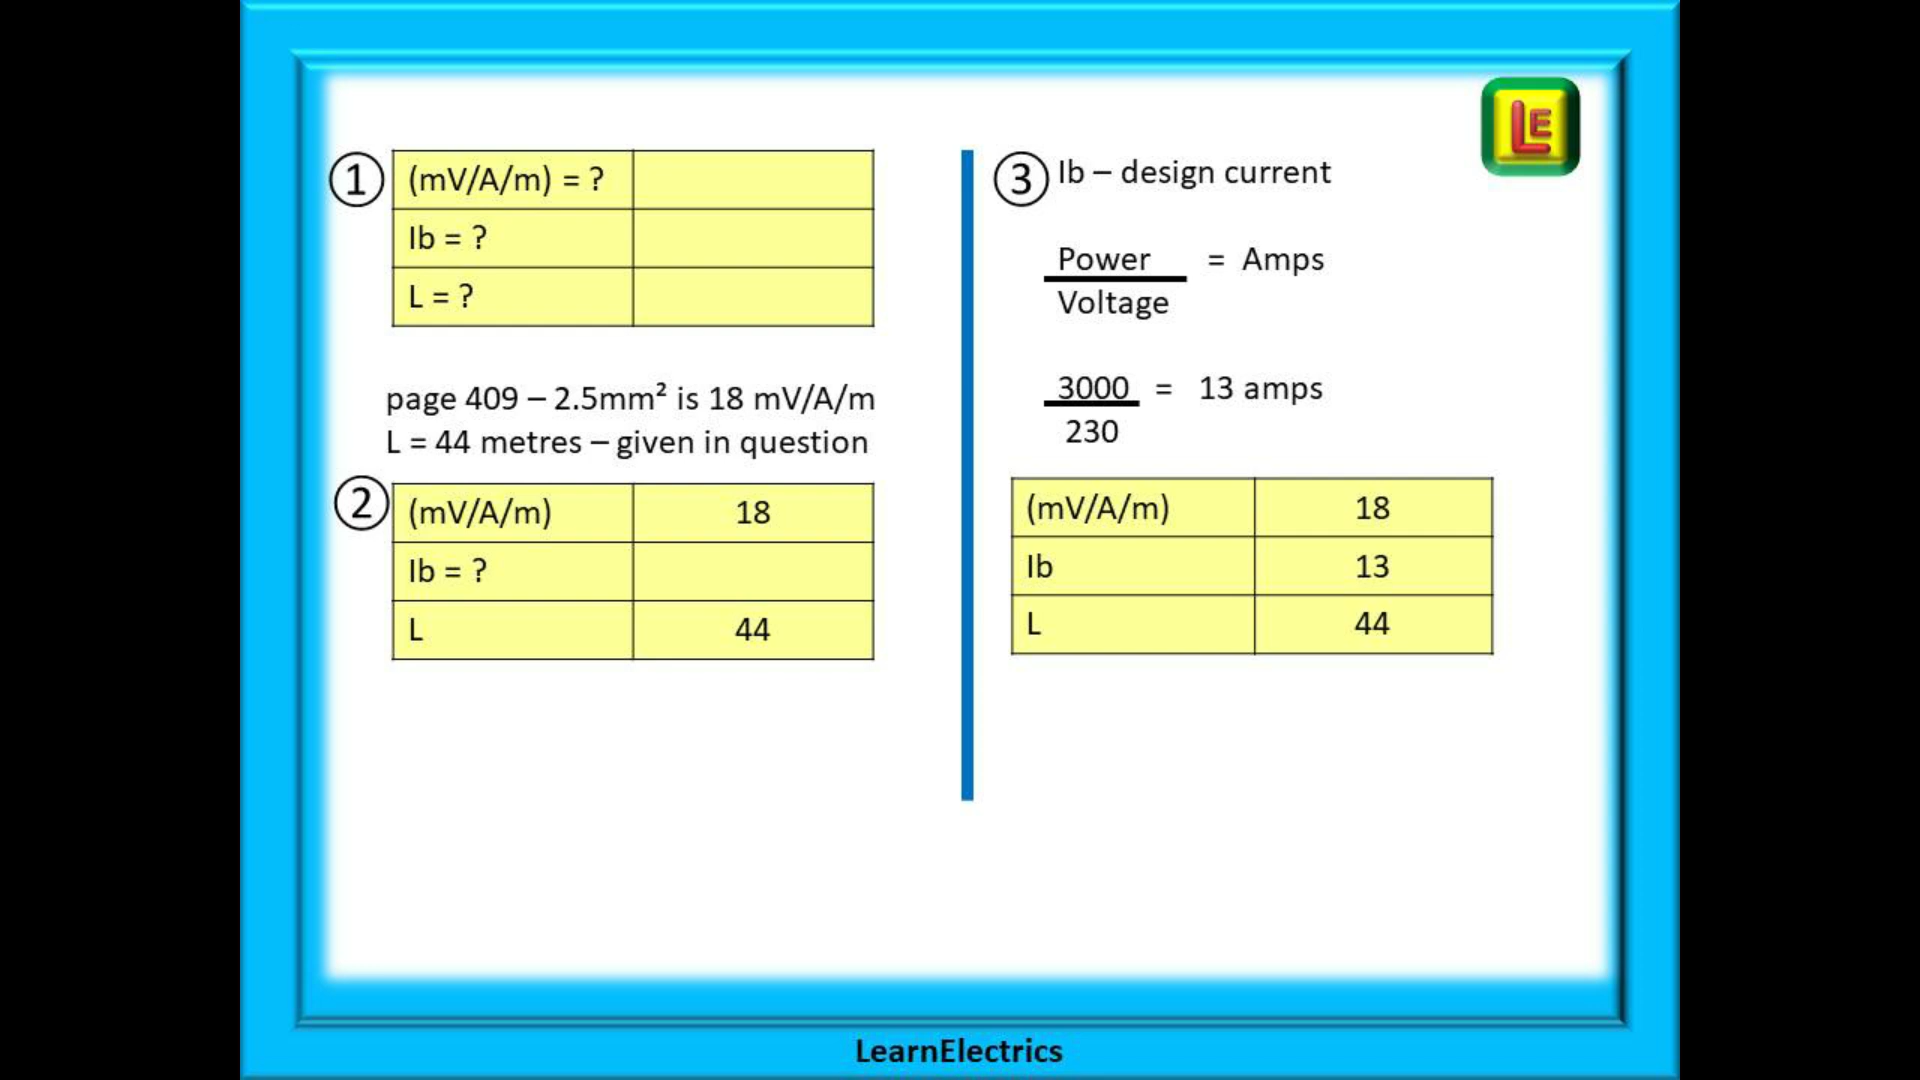 LE
1
(mV/A/m) = ?
Ib = ?
L = ?
page 409 – 2.5mm² is 18 mV/A/m
L = 44 metres – given in question
2
(mV/A/m) 18
Ib = ?
L 44
3 Ib – design current
Power = Amps
Voltage
3000 = 13 amps
230
(mV/A/m) 18
Ib 13
L 44
LearnElectrics